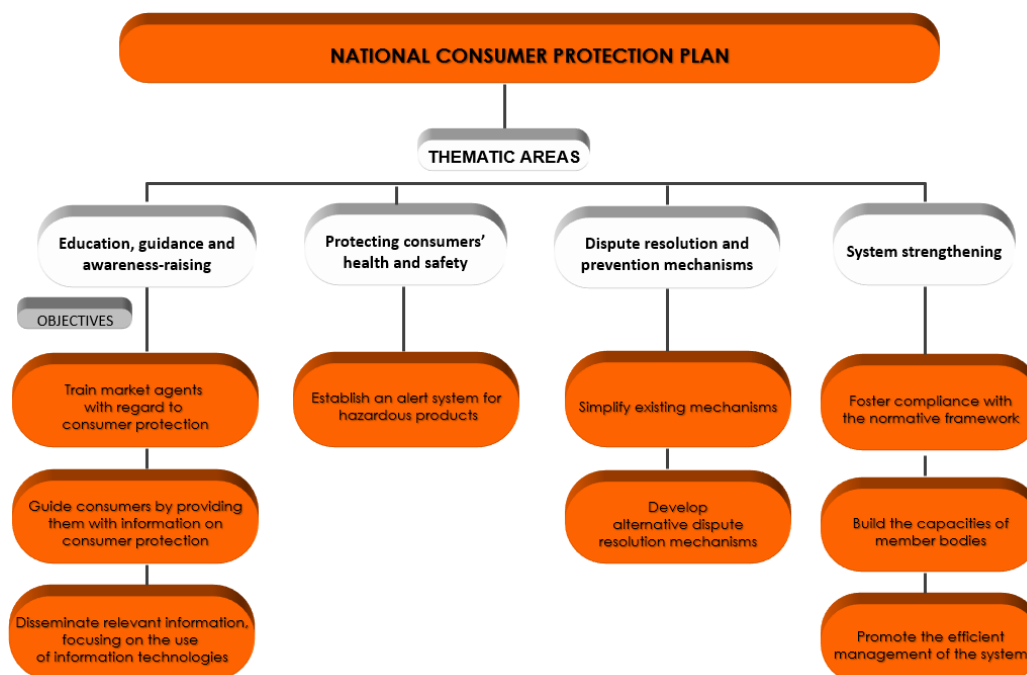 NATIONAL CONSUMER PROTECTION PLAN
THEMATIC AREAS
Education, guidance and
awareness-raising
Protecting consumers’
health and safety
Dispute resolution and
prevention mechanisms
System strengthening
OBJECTIVES
Train market agents
with regard to
consumer protection
Establish an alert system for
hazardous products
Simplify existing mechanisms
Foster compliance with
the normative framework
Guide consumers by providing
them with information on
consumer protection
Develop
alternative dispute
resolution mechanisms
Build the capacities of
member bodies
Disseminate relevant information,
focusing on the use
of information technologies
Promote the efficient
management of the system